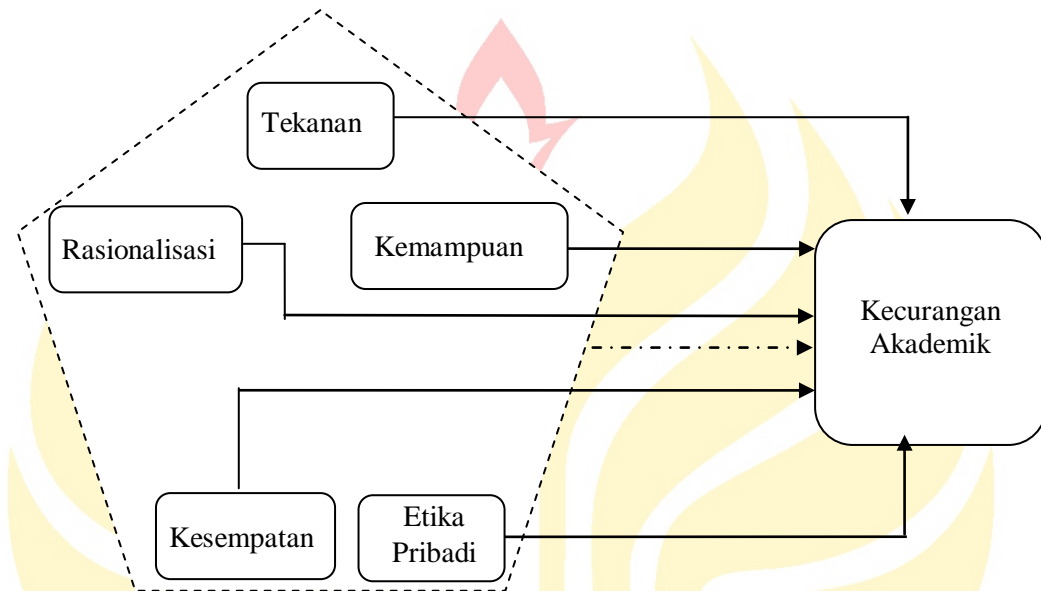 Tekanan
Rasionalisasi
Kemampuan
Kecurangan
Akademik
Kesempatan
Etika
Pribadi